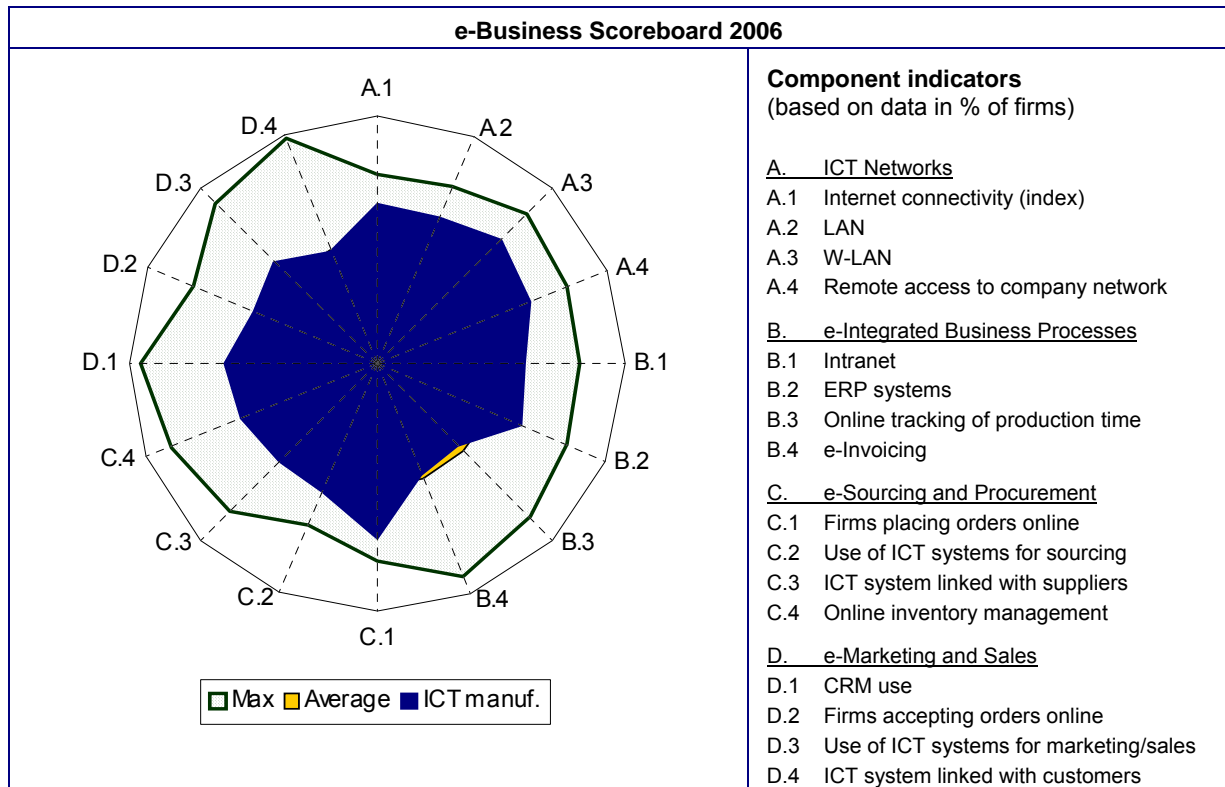 e-Business Scoreboard 2006
A.1
A.2
A.3
A.4
B.1
B.2
B.3
B.4
C.1
C.2
C.3
C.4
D.1
D.2
D.3
D.4
Max Average ICT manuf.
Component indicators
(based on data in % of firms)
A. ICT Networks
A.1 Internet connectivity (index)
A.2 LAN
A.3 W-LAN
A.4 Remote access to company network
B. e-Integrated Business Processes
B.1 Intranet
B.2 ERP systems
B.3 Online tracking of production time
B.4 e-Invoicing
C. e-Sourcing and Procurement
C.1 Firms placing orders online
C.2 Use of ICT systems for sourcing
C.3 ICT system linked with suppliers
C.4 Online inventory management
D. e-Marketing and Sales
D.1 CRM use
D.2 Firms accepting orders online
D.3 Use of ICT systems for marketing/sales
D.4 ICT system linked with customers